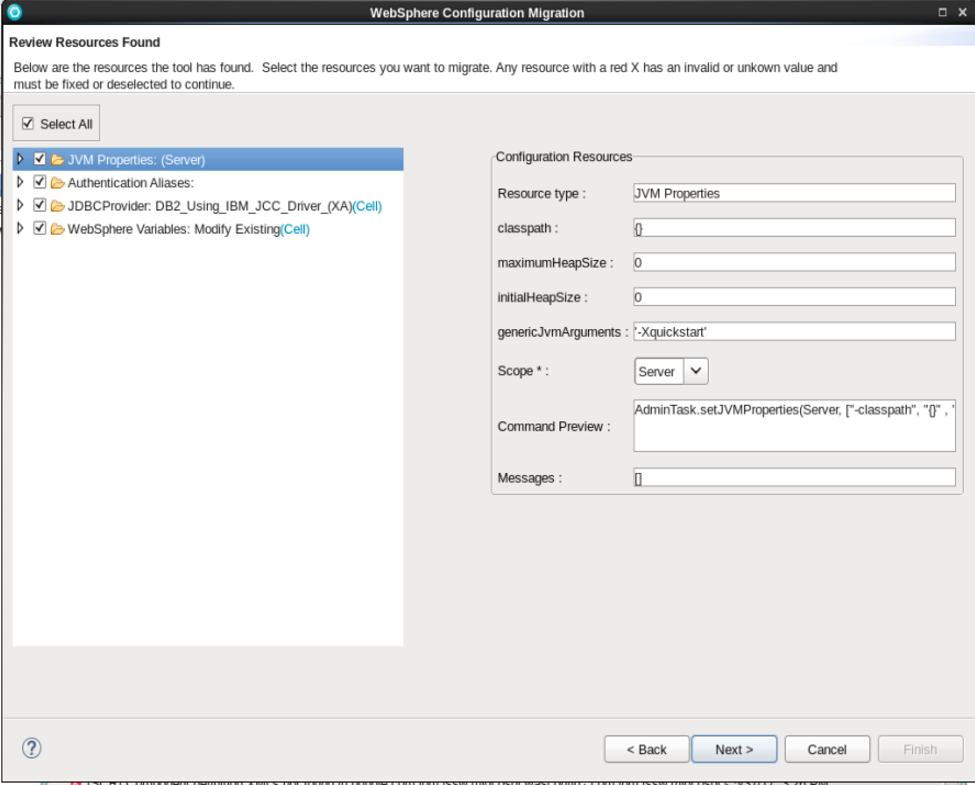 WebSphere Configuration Migration
Review Resources Found
Below are the resources the tool has found. Select the resources you want to migrate. Any resource with a red X has an invalid or unkown value and
must be fixed or deselected to continue.
Select All
JVM Properties: (Server)
Authentication Aliases:
JDBCProvider: DB2_Using_IBM_JCC_Driver_(XA)(Cell)
WebSphere Variables: Modify Existing(Cell)
Configuration Resources
Resource type : JVM Properties
classpath : {}
maximumHeapSize : 0
initialHeapSize : 0
genericJvmArguments : '-Xquickstart'
Scope * : Server
Command Preview : AdminTask.setJVMProperties(Server, ["-classpath", "{}" , '
Messages : []
?
< Back Next > Cancel Finish